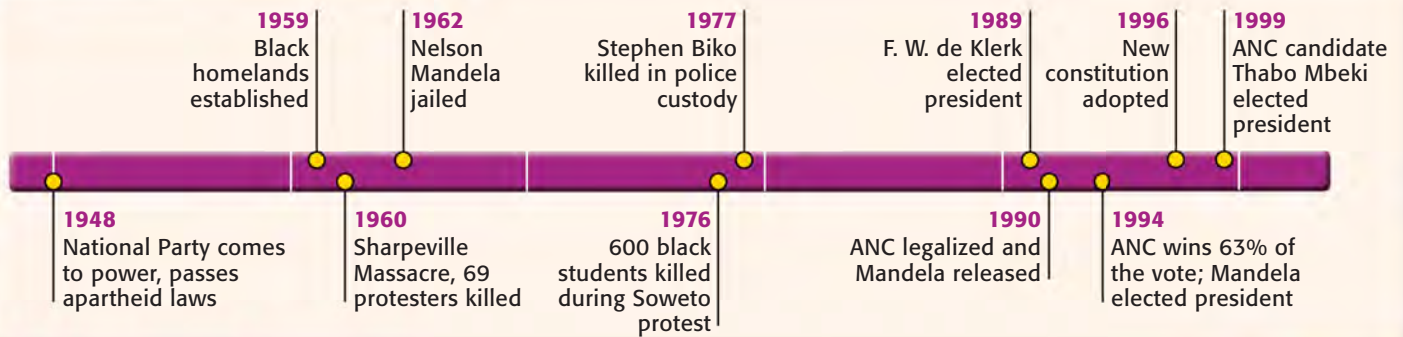 1959
Black
homelands
established
1962
Nelson
Mandela
jailed
1977
Stephen Biko
killed in police
custody
1989
F. W. de Klerk
elected
president
1996
New
constitution
adopted
1999
ANC candidate
Thabo Mbeki
elected
president
1948
National Party comes
to power, passes
apartheid laws
1960
Sharpeville
Massacre, 69
protesters killed
1976
600 black
students killed
during Soweto
protest
1990
ANC legalized and
Mandela released
1994
ANC wins 63% of
the vote; Mandela
elected president